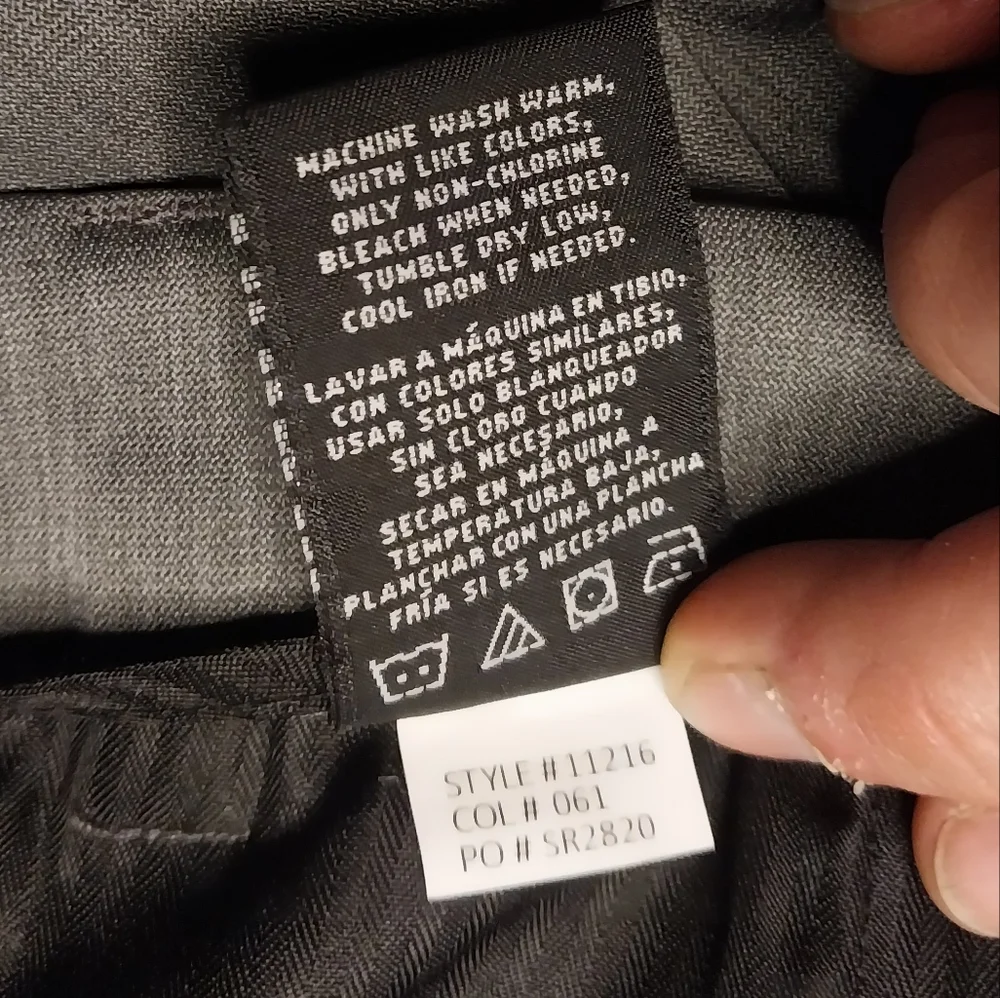 MACHINE WASH WARM,
WITH LIKE COLORS,
ONLY NON-CHLORINE
BLEACH WHEN NEEDED,
TUMBLE DRY LOW,
COOL IRON IF NEEDED.
LAVAR A MÁQUINA EN TIBIO,
CON COLORES SIMILARES,
USAR SOLO BLANQUEADOR
SIN CLORO CUANDO
SEA NECESARIO,
SECAR EN MÁQUINA A
TEMPERATURA BAJA,
PLANCHAR CON UNA PLANCHA
FRÍA SI ES NECESARIO.
STYLE # 11216
COL # 061
PO # SR2820